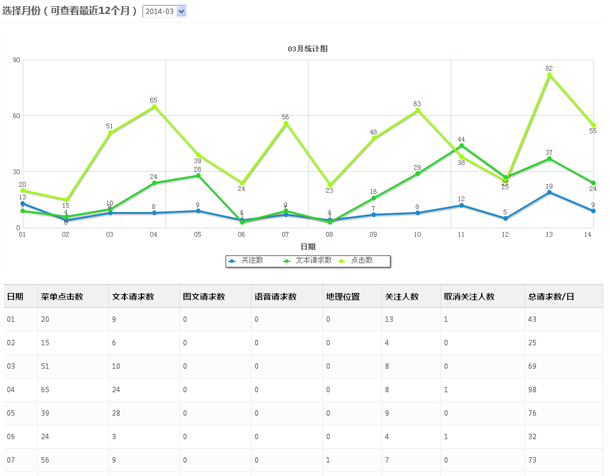 选择月份（可查看最近12个月） 2014-03
03月统计图
90
60
30
0
20 15 51 65 39 24 56 23 48 63 38 25 82 55
10 24 28 9 16 29 44 37 24
13 8 8 9 7 8 12 5 19 9
01 02 03 04 05 06 07 08 09 10 11 12 13 14
日期
关注数 文本请求数 点击数
日期 菜单点击数 文本请求数 图文请求数 语音请求数 地理位置 关注人数 取消关注人数 总请求数/日
01 20 9 0 0 0 13 1 43
02 15 6 0 0 0 4 0 25
03 51 10 0 0 0 8 0 69
04 65 24 0 0 0 8 1 98
05 39 28 0 0 0 9 0 76
06 24 3 0 0 0 4 1 32
07 56 9 0 0 1 7 0 73